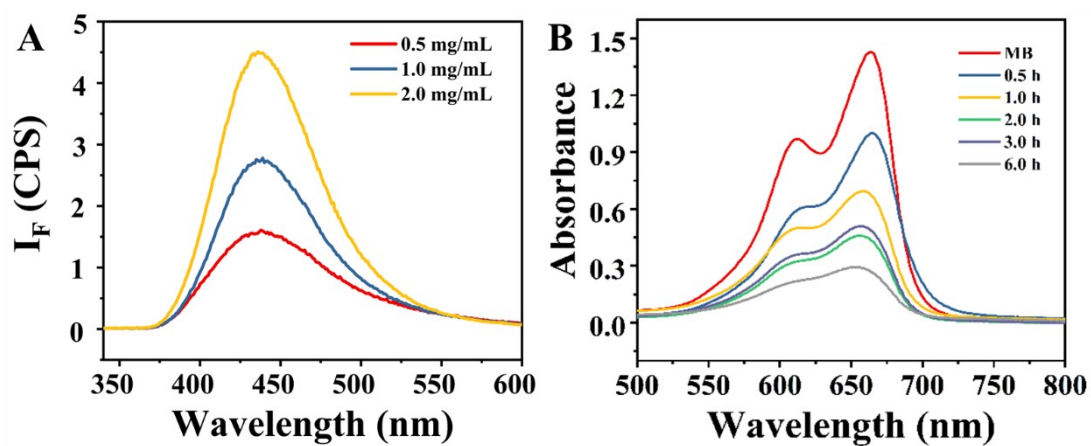 A
I_F (CPS)
5
4
3
2
1
0
350 400 450 500 550 600
Wavelength (nm)
0.5 mg/mL
1.0 mg/mL
2.0 mg/mL
B
Absorbance
1.5
1.2
0.9
0.6
0.3
0.0
500 550 600 650 700 750 800
Wavelength (nm)
MB
0.5 h
1.0 h
2.0 h
3.0 h
6.0 h